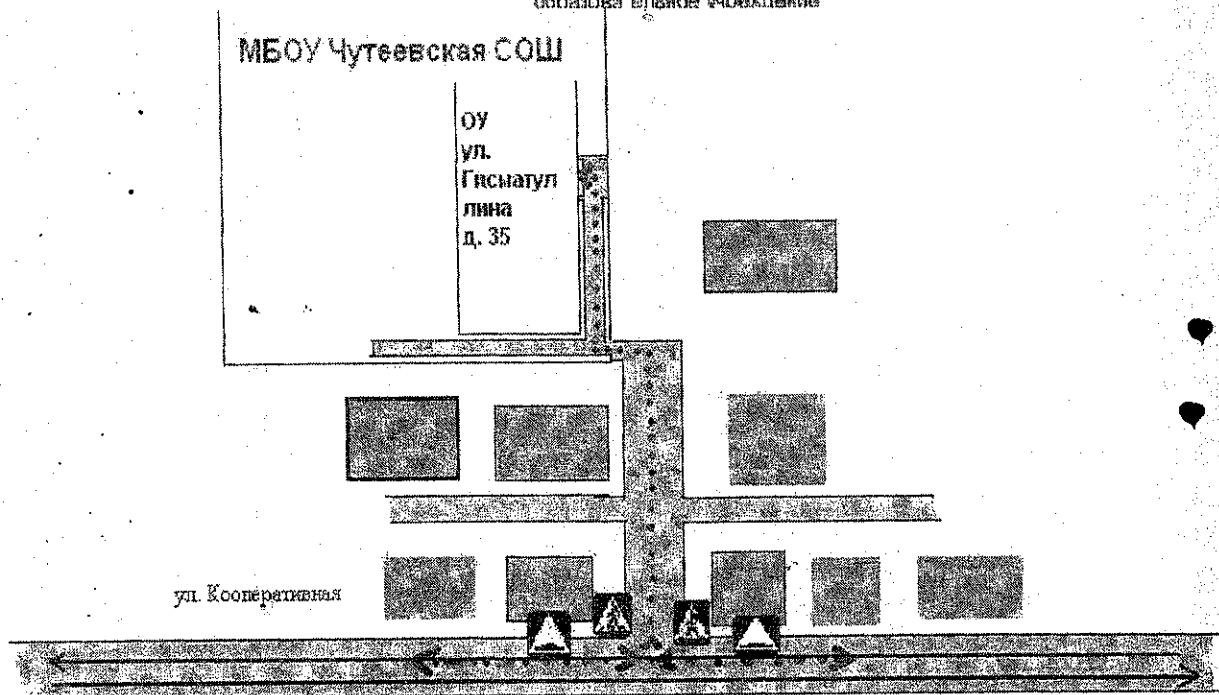 МБОУ Чутеевская СОШ
ОУ
ул.
Гисматул
лина
д. 35
ул. Кооперативная